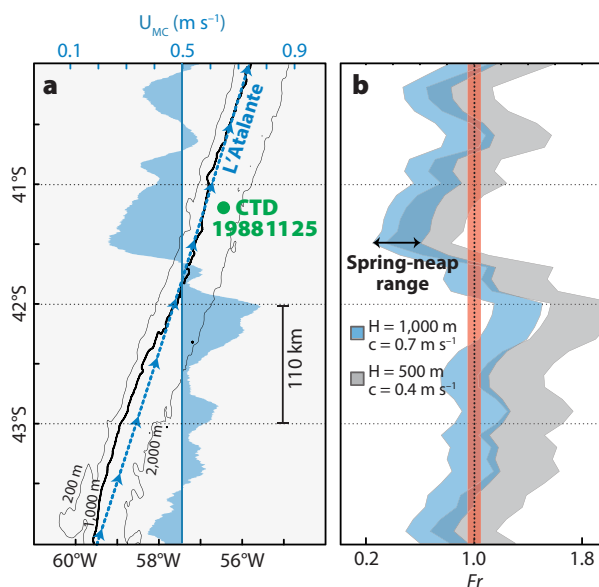 U_MC (m s⁻¹)
0.1 0.5 0.9
a
L'Atalante
CTD
19881125
41°S
42°S
43°S
110 km
200 m
1,000 m
2,000 m
60°W 58°W 56°W
b
Spring-neap
range
H = 1,000 m
c = 0.7 m s⁻¹
H = 500 m
c = 0.4 m s⁻¹
0.2 1.0 1.8
Fr